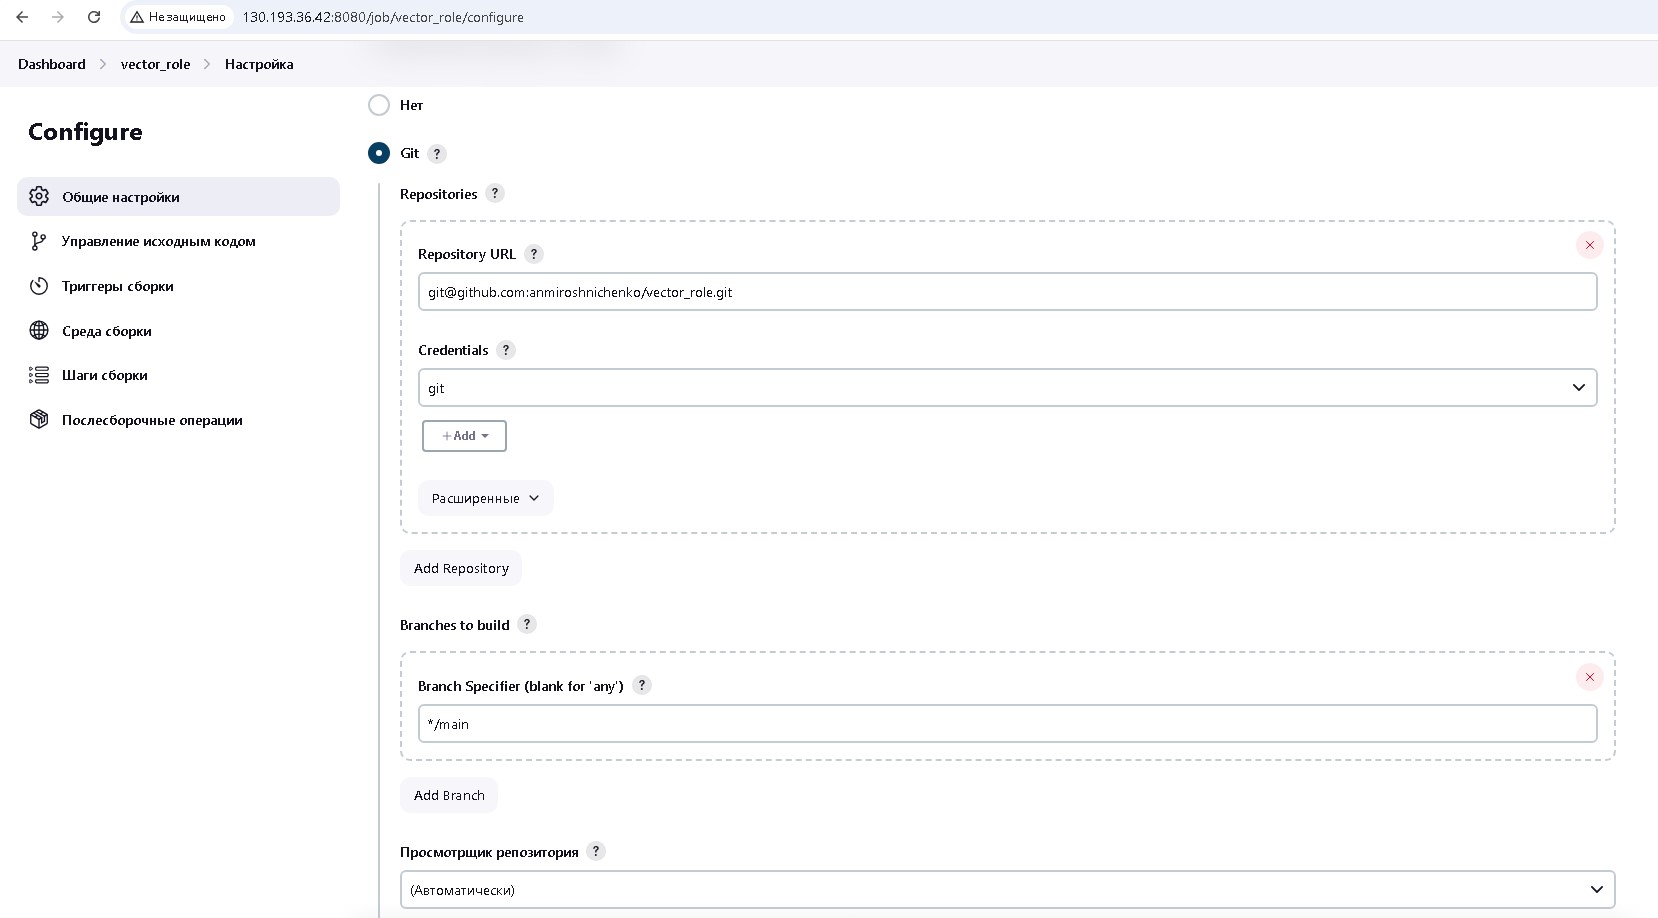 Не защищено 130.193.36.42:8080/job/vector_role/configure
Dashboard vector_role Настройка
Configure
Общие настройки
Управление исходным кодом
Триггеры сборки
Среда сборки
Шаги сборки
Послесборочные операции
Нет
Git ?
Repositories ?
Repository URL ?
git@github.com:anmiroshnichenko/vector_role.git
Credentials ?
git
+ Add
Расширенные
Add Repository
Branches to build ?
Branch Specifier (blank for 'any') ?
*/main
Add Branch
Просмотрщик репозитория ?
(Автоматически)